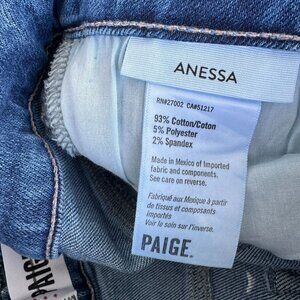 ANESSA
RN#27002 CA#51217
93% Cotton/Coton
5% Polyester
2% Spandex
Made in Mexico of Imported
fabric and components.
See care on reverse.
Fabriqué aux Mexique à partir
de tissus et composants
importés
Voir le soin sur l'inverse.
PAIGE.
PAIGE